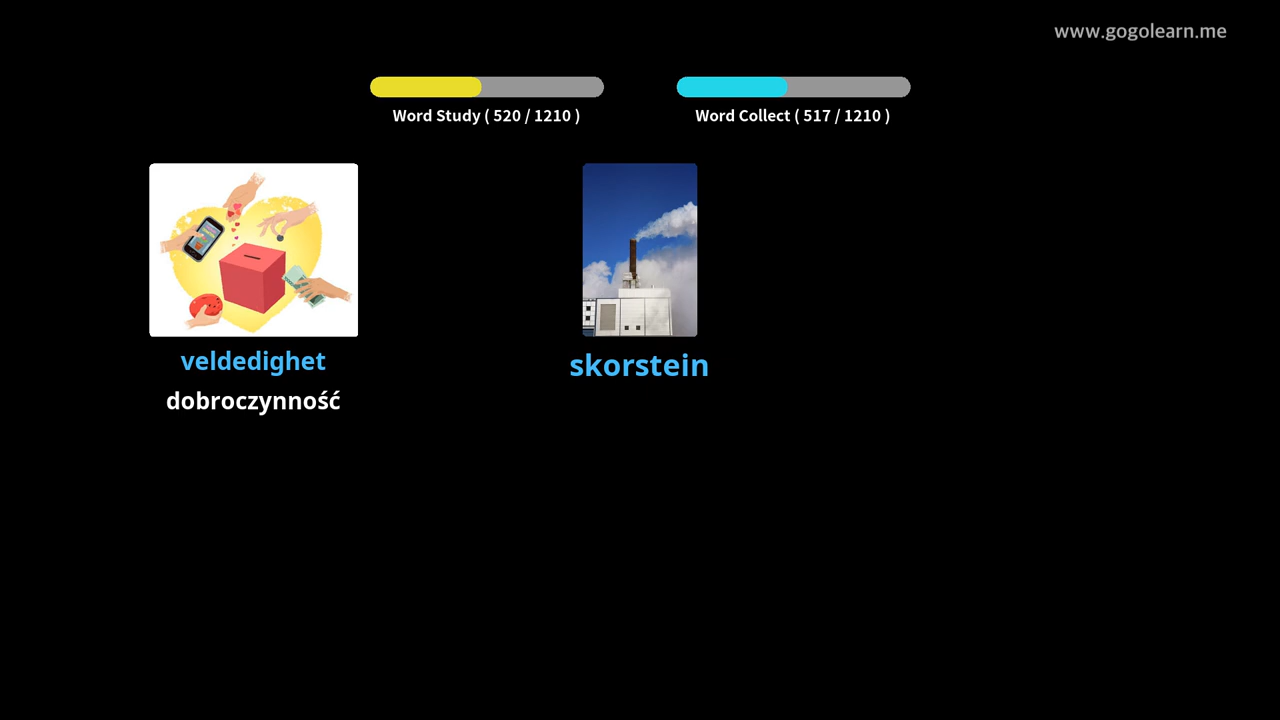 www.gogolearn.me
Word Study ( 520 / 1210 )
Word Collect ( 517 / 1210 )
veldedighet
dobroczynność
skorstein